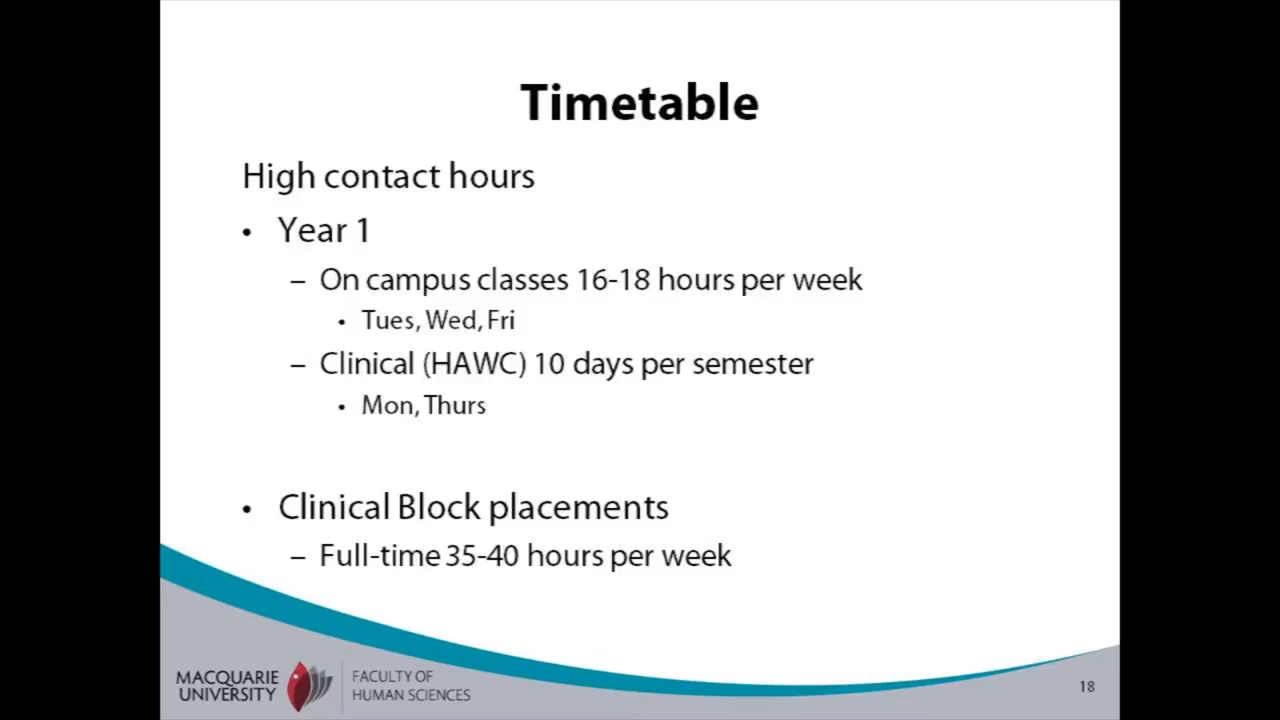 Timetable
High contact hours
• Year 1
– On campus classes 16-18 hours per week
• Tues, Wed, Fri
– Clinical (HAWC) 10 days per semester
• Mon, Thurs
• Clinical Block placements
– Full-time 35-40 hours per week
MACQUARIE
UNIVERSITY
FACULTY OF
HUMAN SCIENCES
18